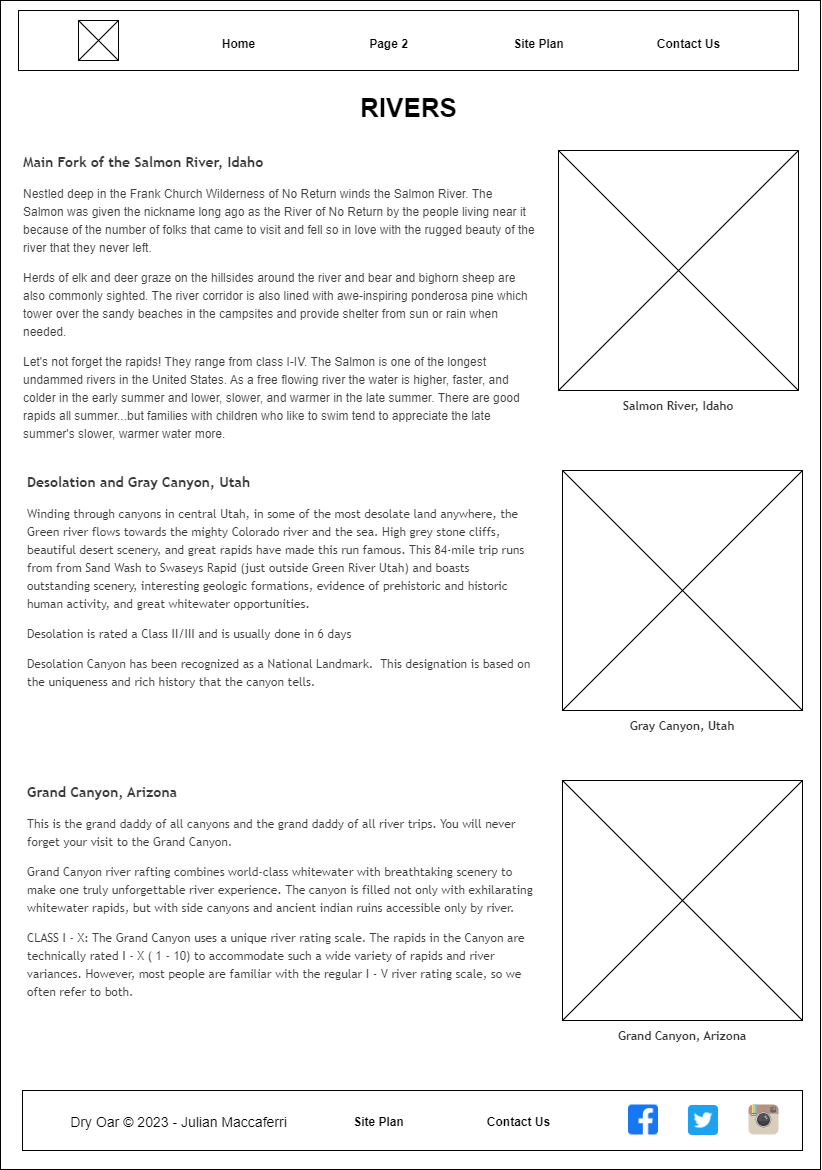 Home Page 2 Site Plan Contact Us
RIVERS
Main Fork of the Salmon River, Idaho
Nestled deep in the Frank Church Wilderness of No Return winds the Salmon River. The
Salmon was given the nickname long ago as the River of No Return by the people living near it
because of the number of folks that came to visit and fell so in love with the rugged beauty of the
river that they never left.
Herds of elk and deer graze on the hillsides around the river and bear and bighorn sheep are
also commonly sighted. The river corridor is also lined with awe-inspiring ponderosa pine which
tower over the sandy beaches in the campsites and provide shelter from sun or rain when
needed.
Let's not forget the rapids! They range from class I-IV. The Salmon is one of the longest
undammed rivers in the United States. As a free flowing river the water is higher, faster, and
colder in the early summer and lower, slower, and warmer in the late summer. There are good
rapids all summer...but families with children who like to swim tend to appreciate the late
summer's slower, warmer water more.
Salmon River, Idaho
Desolation and Gray Canyon, Utah
Winding through canyons in central Utah, in some of the most desolate land anywhere, the
Green river flows towards the mighty Colorado river and the sea. High grey stone cliffs,
beautiful desert scenery, and great rapids have made this run famous. This 84-mile trip runs
from from Sand Wash to Swaseys Rapid (just outside Green River Utah) and boasts
outstanding scenery, interesting geologic formations, evidence of prehistoric and historic
human activity, and great whitewater opportunities.
Desolation is rated a Class II/III and is usually done in 6 days
Desolation Canyon has been recognized as a National Landmark.  This designation is based on
the uniqueness and rich history that the canyon tells.
Gray Canyon, Utah
Grand Canyon, Arizona
This is the grand daddy of all canyons and the grand daddy of all river trips. You will never
forget your visit to the Grand Canyon.
Grand Canyon river rafting combines world-class whitewater with breathtaking scenery to
make one truly unforgettable river experience. The canyon is filled not only with exhilarating
whitewater rapids, but with side canyons and ancient indian ruins accessible only by river.
CLASS I - X: The Grand Canyon uses a unique river rating scale. The rapids in the Canyon are
technically rated I - X ( 1 - 10) to accommodate such a wide variety of rapids and river
variances. However, most people are familiar with the regular I - V river rating scale, so we
often refer to both.
Grand Canyon, Arizona
Dry Oar © 2023 - Julian Maccaferri Site Plan Contact Us